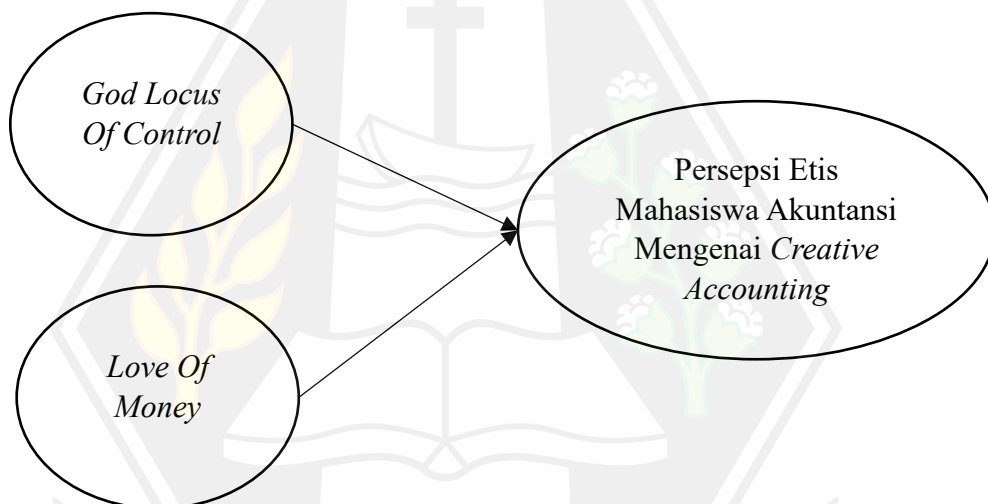 God Locus
Of Control
Persepsi Etis
Mahasiswa Akuntansi
Mengenai Creative
Accounting
Love Of
Money